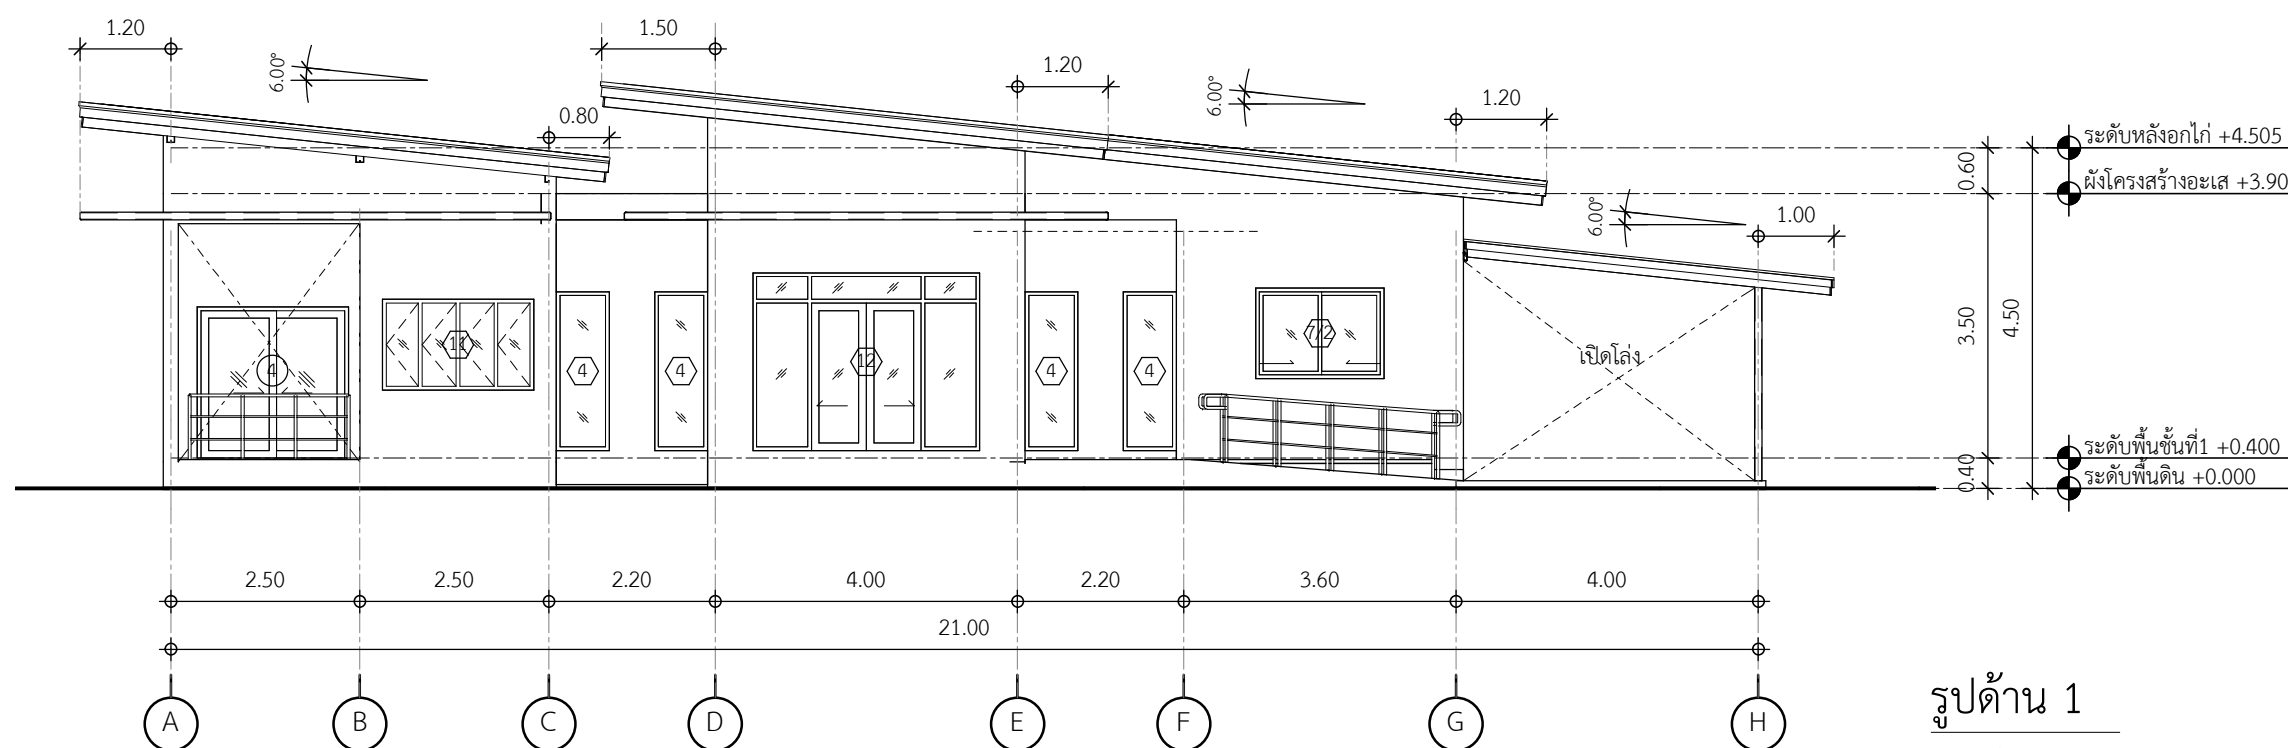 1.20
1.50
1.20
1.20
0.80
6.00°
6.00°
6.00°
1.00
ระดับหลังอกไก่ +4.505
ผังโครงสร้างอะเส +3.90
ระดับพื้นชั้นที่1 +0.400
ระดับพื้นดิน +0.000
0.60
3.50
4.50
0.40
4
11
4
4
12
4
4
7/2
เปิดโล่ง
2.50 2.50 2.20 4.00 2.20 3.60 4.00
21.00
A B C D E F G H
รูปด้าน 1